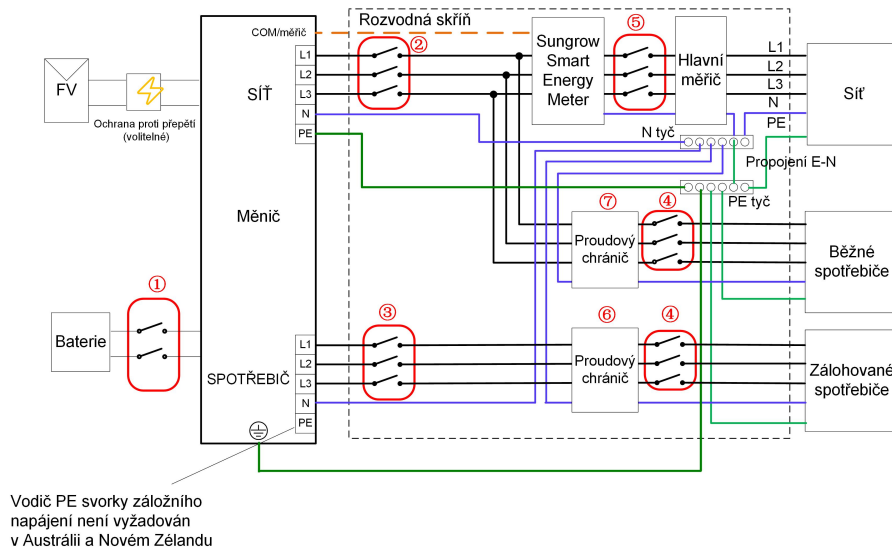 Rozvodná skříň
COM/měřič
②
⑤
L1
L2
L3
N
PE
SÍŤ
FV
Ochrana proti přepětí
(volitelné)
Sungrow
Smart
Energy
Meter
Hlavní
měřič
L1
L2
L3
N
PE
Síť
N tyč
Propojení E-N
PE tyč
Měnič
⑦
④
Proudový
chránič
Běžné
spotřebiče
①
Baterie
③
⑥
④
L1
L2
L3
N
PE
SPOTŘEBIČ
Proudový
chránič
Zálohované
spotřebiče
Vodič PE svorky záložního
napájení není vyžadován
v Austrálii a Novém Zélandu